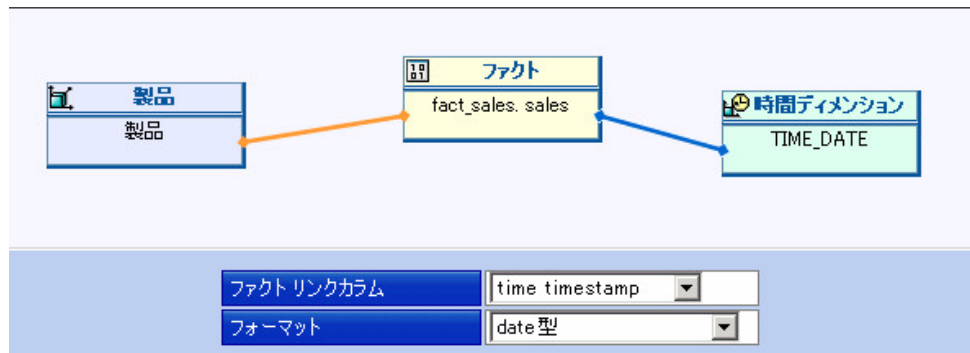 製品
製品
ファクト
fact_sales. sales
時間ディメンション
TIME_DATE
ファクト リンクカラム
time timestamp
フォーマット
date型